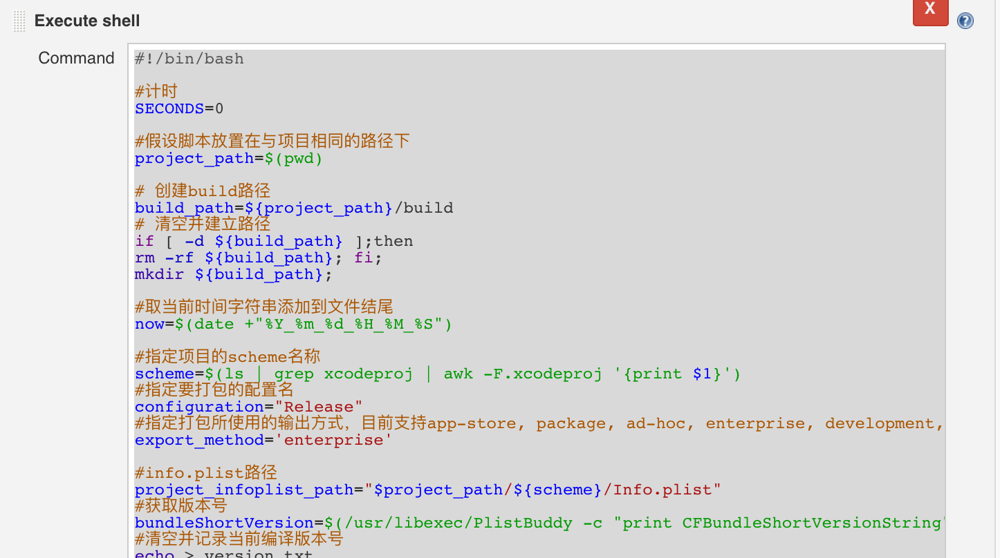 Execute shell
X
?
Command
#!/bin/bash
#计时
SECONDS=0
#假设脚本放置在与项目相同的路径下
project_path=$(pwd)
# 创建build路径
build_path=${project_path}/build
# 清空并建立路径
if [ -d ${build_path} ];then
rm -rf ${build_path}; fi;
mkdir ${build_path};
#取当前时间字符串添加到文件结尾
now=$(date +"%Y_%m_%d_%H_%M_%S")
#指定项目的scheme名称
scheme=$(ls | grep xcodeproj | awk -F.xcodeproj '{print $1}')
#指定要打包的配置名
configuration="Release"
#指定打包所使用的输出方式，目前支持app-store, package, ad-hoc, enterprise, development,
export_method='enterprise'
#info.plist路径
project_infoplist_path="$project_path/${scheme}/Info.plist"
#获取版本号
bundleShortVersion=$(/usr/libexec/PlistBuddy -c "print CFBundleShortVersionString"
#清空并记录当前编译版本号
echo > version.txt